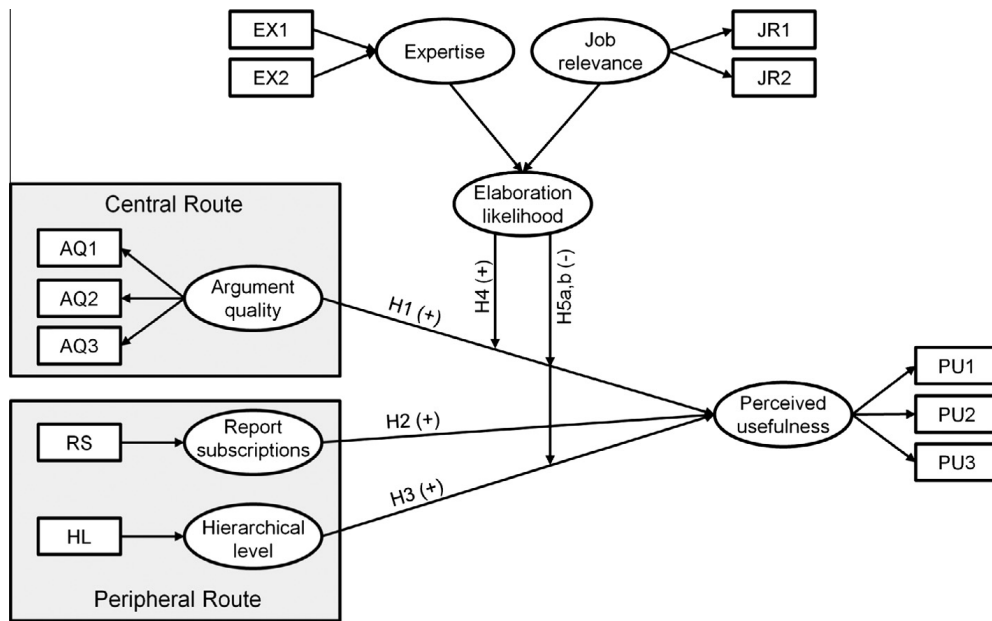 EX1
EX2
Expertise
Job
relevance
JR1
JR2
Elaboration
likelihood
Central Route
AQ1
AQ2
AQ3
Argument
quality
H1 (+)
H4 (+)
H5a,b (-)
Peripheral Route
RS
Report
subscriptions
H2 (+)
HL
Hierarchical
level
H3 (+)
Perceived
usefulness
PU1
PU2
PU3